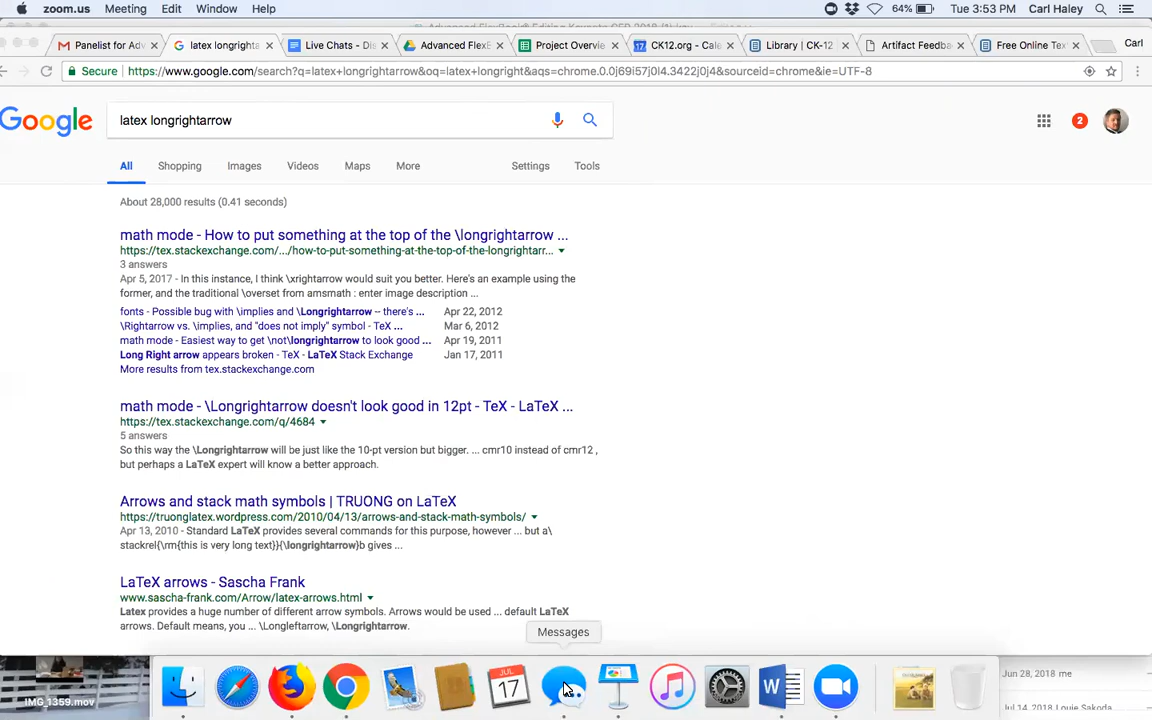 zoom.us Meeting Edit Window Help 64% Tue 3:53 PM Carl Haley
Panelist for Adv latex longrighta Live Chats - Dis Advanced FlexB Project Overvie CK12.org - Cale Library | CK-12 Artifact Feedba Free Online Te Carl
Secure https://www.google.com/search?q=latex+longrightarrow&oq=latex+longright&aqs=chrome.0.0j69i57j0l4.3422j0j4&sourceid=chrome&ie=UTF-8
Google latex longrightarrow 2
All Shopping Images Videos Maps More Settings Tools
About 28,000 results (0.41 seconds)
math mode - How to put something at the top of the \longrightarrow ...
https://tex.stackexchange.com/.../how-to-put-something-at-the-top-of-the-longrightarr...
3 answers
Apr 5, 2017 - In this instance, I think \xrightarrow would suit you better. Here's an example using the
former, and the traditional \overset from amsmath : enter image description ...
fonts - Possible bug with \implies and \Longrightarrow -- there's ... Apr 22, 2012
\Rightarrow vs. \implies, and "does not imply" symbol - TeX ... Mar 6, 2012
math mode - Easiest way to get \not\longrightarrow to look good ... Apr 19, 2011
Long Right arrow appears broken - TeX - LaTeX Stack Exchange Jan 17, 2011
More results from tex.stackexchange.com
math mode - \Longrightarrow doesn't look good in 12pt - TeX - LaTeX ...
https://tex.stackexchange.com/q/4684
5 answers
So this way the \Longrightarrow will be just like the 10-pt version but bigger. ... cmr10 instead of cmr12 ,
but perhaps a LaTeX expert will know a better approach.
Arrows and stack math symbols | TRUONG on LaTeX
https://truonglatex.wordpress.com/2010/04/13/arrows-and-stack-math-symbols/
Apr 13, 2010 - Standard LaTeX provides several commands for this purpose, however ... but a\
stackrel{\rm{this is very long text}}{\longrightarrow}b gives ...
LaTeX arrows - Sascha Frank
www.sascha-frank.com/Arrow/latex-arrows.html
Latex provides a huge number of different arrow symbols. Arrows would be used ... default LaTeX
arrows. Default means, you ... \Longleftarrow, \Longrightarrow.
Messages
JUL
17
W
IMG_1359.mov
Jun 28, 2018 me
Jul 14, 2018 Louie Sakoda